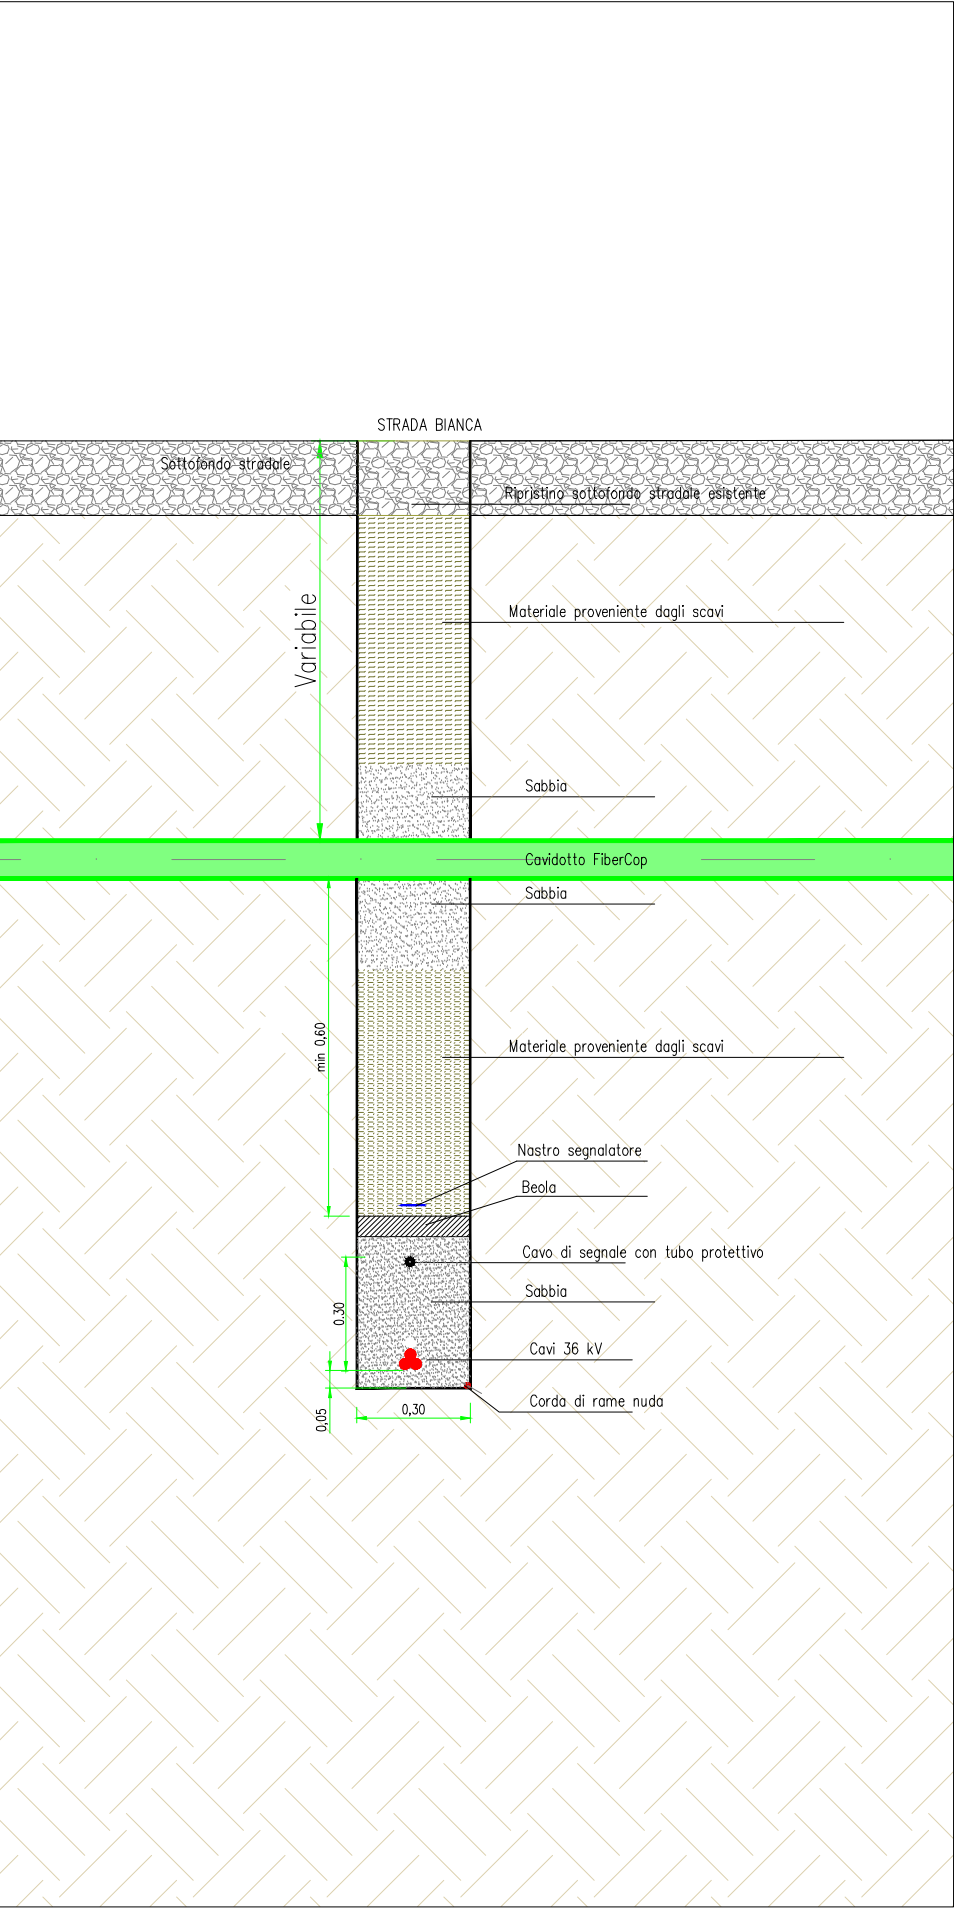 STRADA BIANCA
Sottofondo stradale
Ripristino sottofondo stradale esistente
Variabile
Materiale proveniente dagli scavi
Sabbia
Cavidotto FiberCop
Sabbia
min 0,60
Materiale proveniente dagli scavi
Nastro segnalatore
Beola
Cavo di segnale con tubo protettivo
0.30
Sabbia
Cavi 36 kV
Corda di rame nuda
0,05
0,30